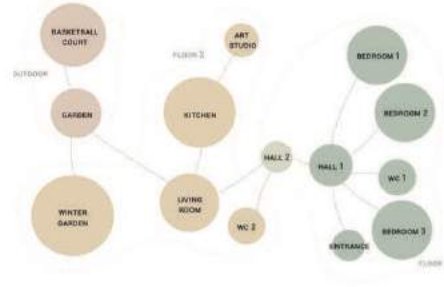 BASKETBALL
COURT
OUTDOOR
GARDEN
WINTER
GARDEN
ART
STUDIO
FLOOR 3
KITCHEN
LIVING
ROOM
WC 2
HALL 2
HALL 1
BEDROOM 1
BEDROOM 2
WC 1
BEDROOM 3
ENTRANCE
FLOOR